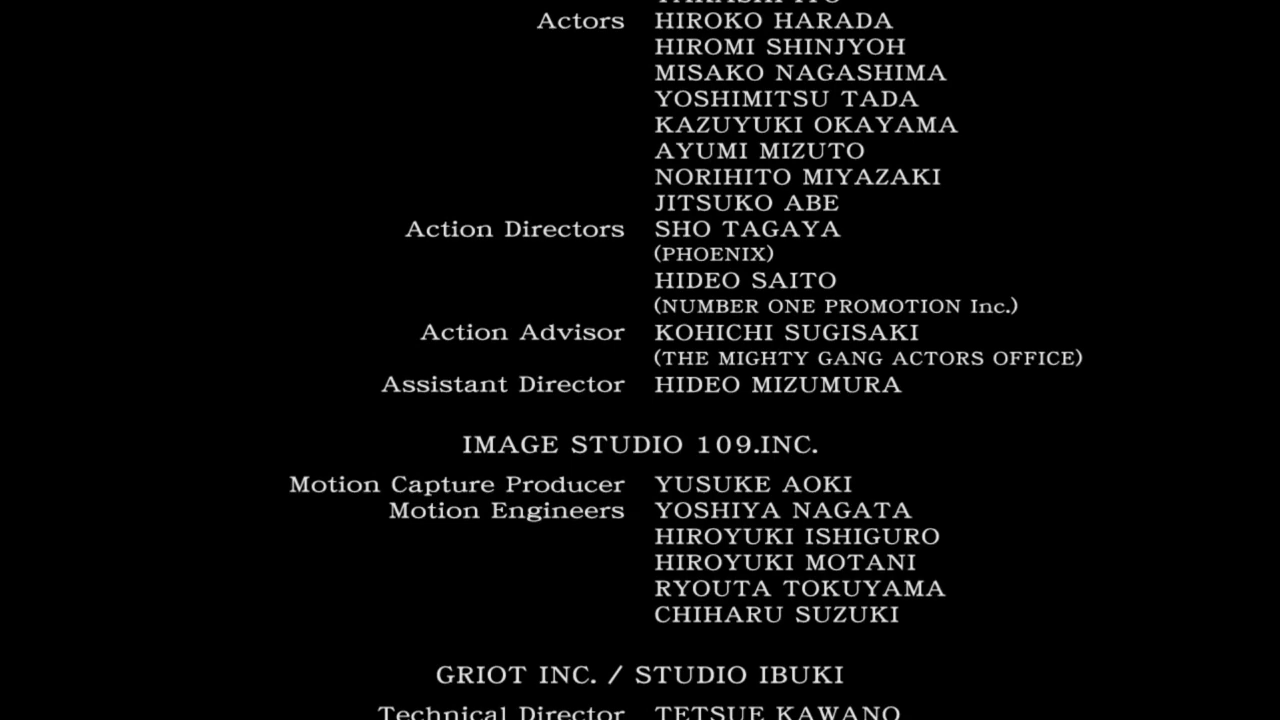 TAKASHI ITO
Actors HIROKO HARADA
HIROMI SHINJYOH
MISAKO NAGASHIMA
YOSHIMITSU TADA
KAZUYUKI OKAYAMA
AYUMI MIZUTO
NORIHITO MIYAZAKI
JITSUKO ABE
Action Directors SHO TAGAYA
(PHOENIX)
HIDEO SAITO
(NUMBER ONE PROMOTION Inc.)
Action Advisor KOHICHI SUGISAKI
(THE MIGHTY GANG ACTORS OFFICE)
Assistant Director HIDEO MIZUMURA
IMAGE STUDIO 109.INC.
Motion Capture Producer YUSUKE AOKI
Motion Engineers YOSHIYA NAGATA
HIROYUKI ISHIGURO
HIROYUKI MOTANI
RYOUTA TOKUYAMA
CHIHARU SUZUKI
GRIOT INC. / STUDIO IBUKI
Technical Director TETSUE KAWANO